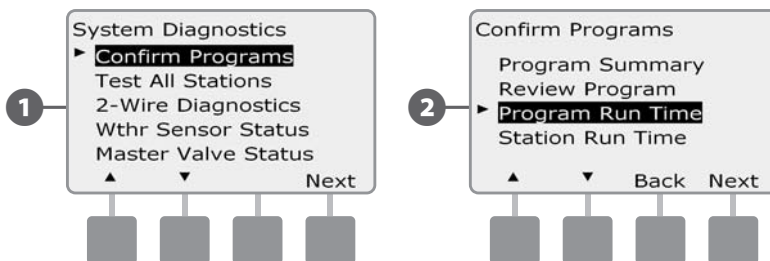 System Diagnostics
Confirm Programs
Test All Stations
2-Wire Diagnostics
Wthr Sensor Status
Master Valve Status
Next
1
Confirm Programs
Program Summary
Review Program
Program Run Time
Station Run Time
Back Next
2